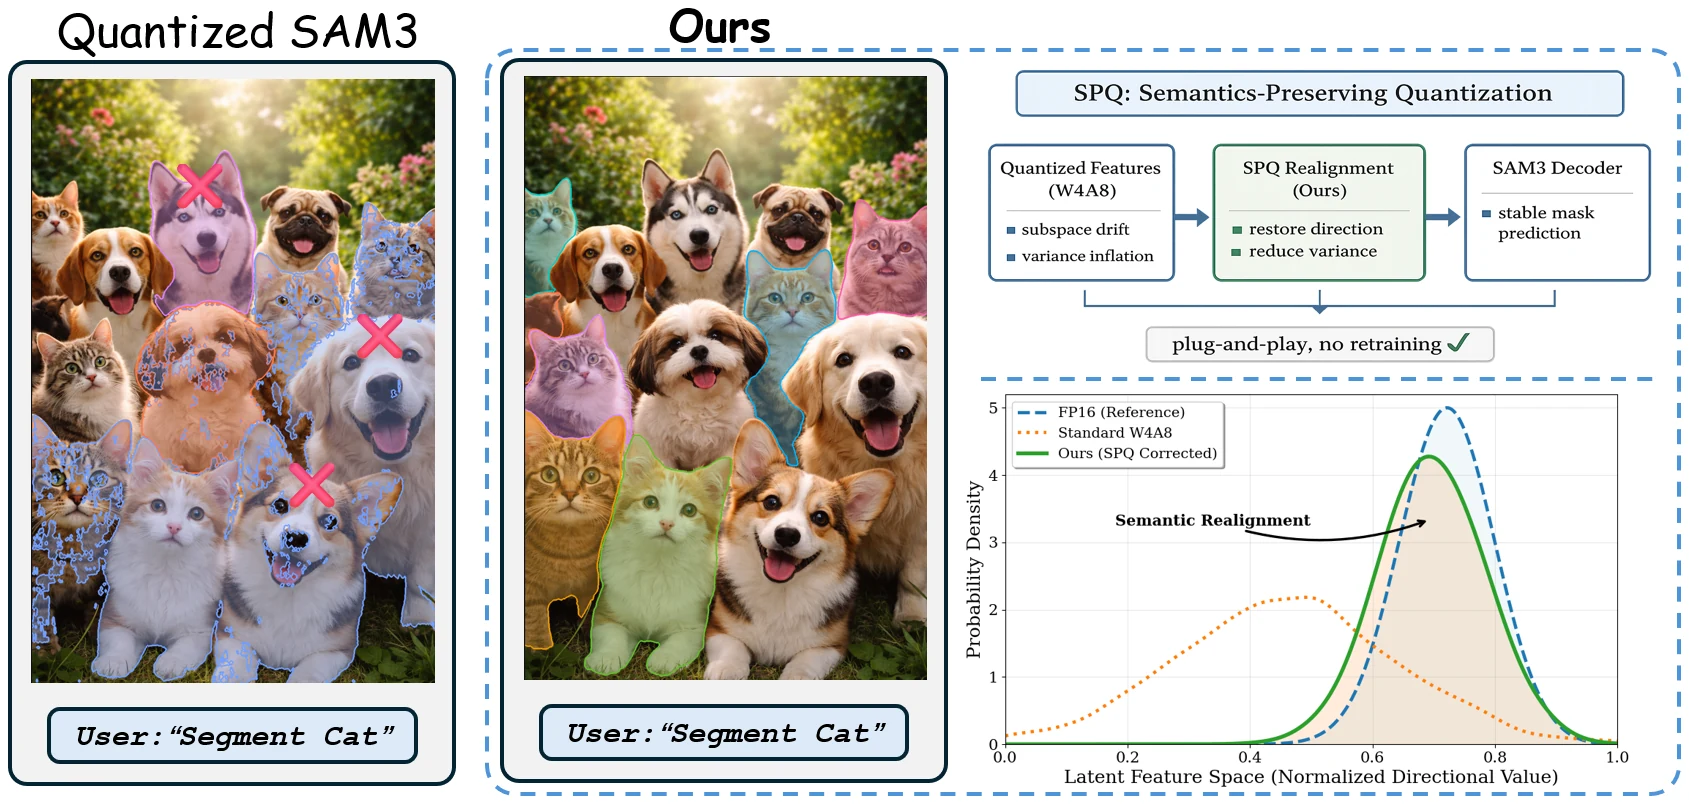 Quantized SAM3
User:“Segment Cat”
Ours
User:“Segment Cat”
SPQ: Semantics-Preserving Quantization
Quantized Features
(W4A8)
subspace drift
variance inflation
SPQ Realignment
(Ours)
restore direction
reduce variance
SAM3 Decoder
stable mask
prediction
plug-and-play, no retraining
FP16 (Reference)
Standard W4A8
Ours (SPQ Corrected)
Semantic Realignment
Probability Density
5
4
3
2
1
0
0.0 0.2 0.4 0.6 0.8 1.0
Latent Feature Space (Normalized Directional Value)